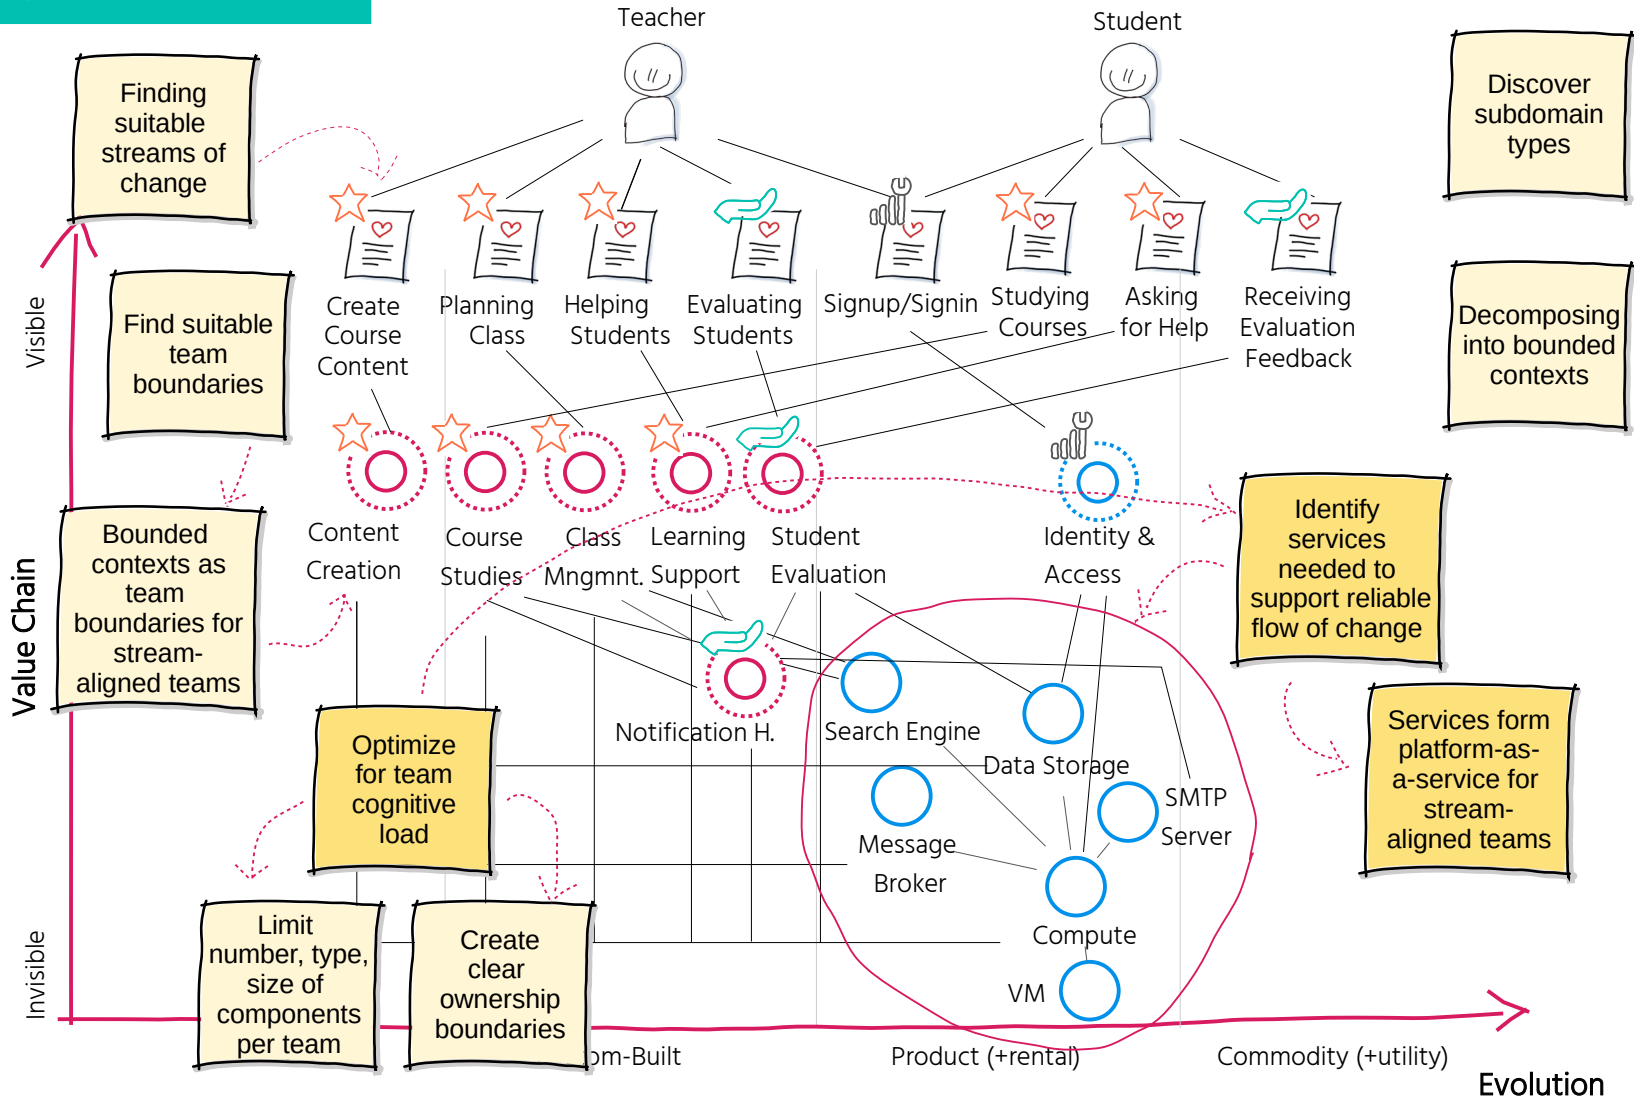 Teacher
Student
Finding
suitable
streams of
change
Discover
subdomain
types
Create
Course
Content
Planning
Class
Helping
Students
Evaluating
Students
Signup/Signin
Studying
Courses
Asking
for Help
Receiving
Evaluation
Feedback
Visible
Find suitable
team
boundaries
Decomposing
into bounded
contexts
Value Chain
Bounded
contexts as
team
boundaries for
stream-
aligned teams
Content
Creation
Course
Studies
Class
Mngmnt.
Learning
Support
Student
Evaluation
Identity &
Access
Identify
services
needed to
support reliable
flow of change
Notification H.
Search Engine
Data Storage
Message
Broker
SMTP
Server
Compute
VM
Optimize
for team
cognitive
load
Services form
platform-as-
a-service for
stream-
aligned teams
Invisible
Limit
number, type,
size of
components
per team
Create
clear
ownership
boundaries
om-Built
Product (+rental)
Commodity (+utility)
Evolution